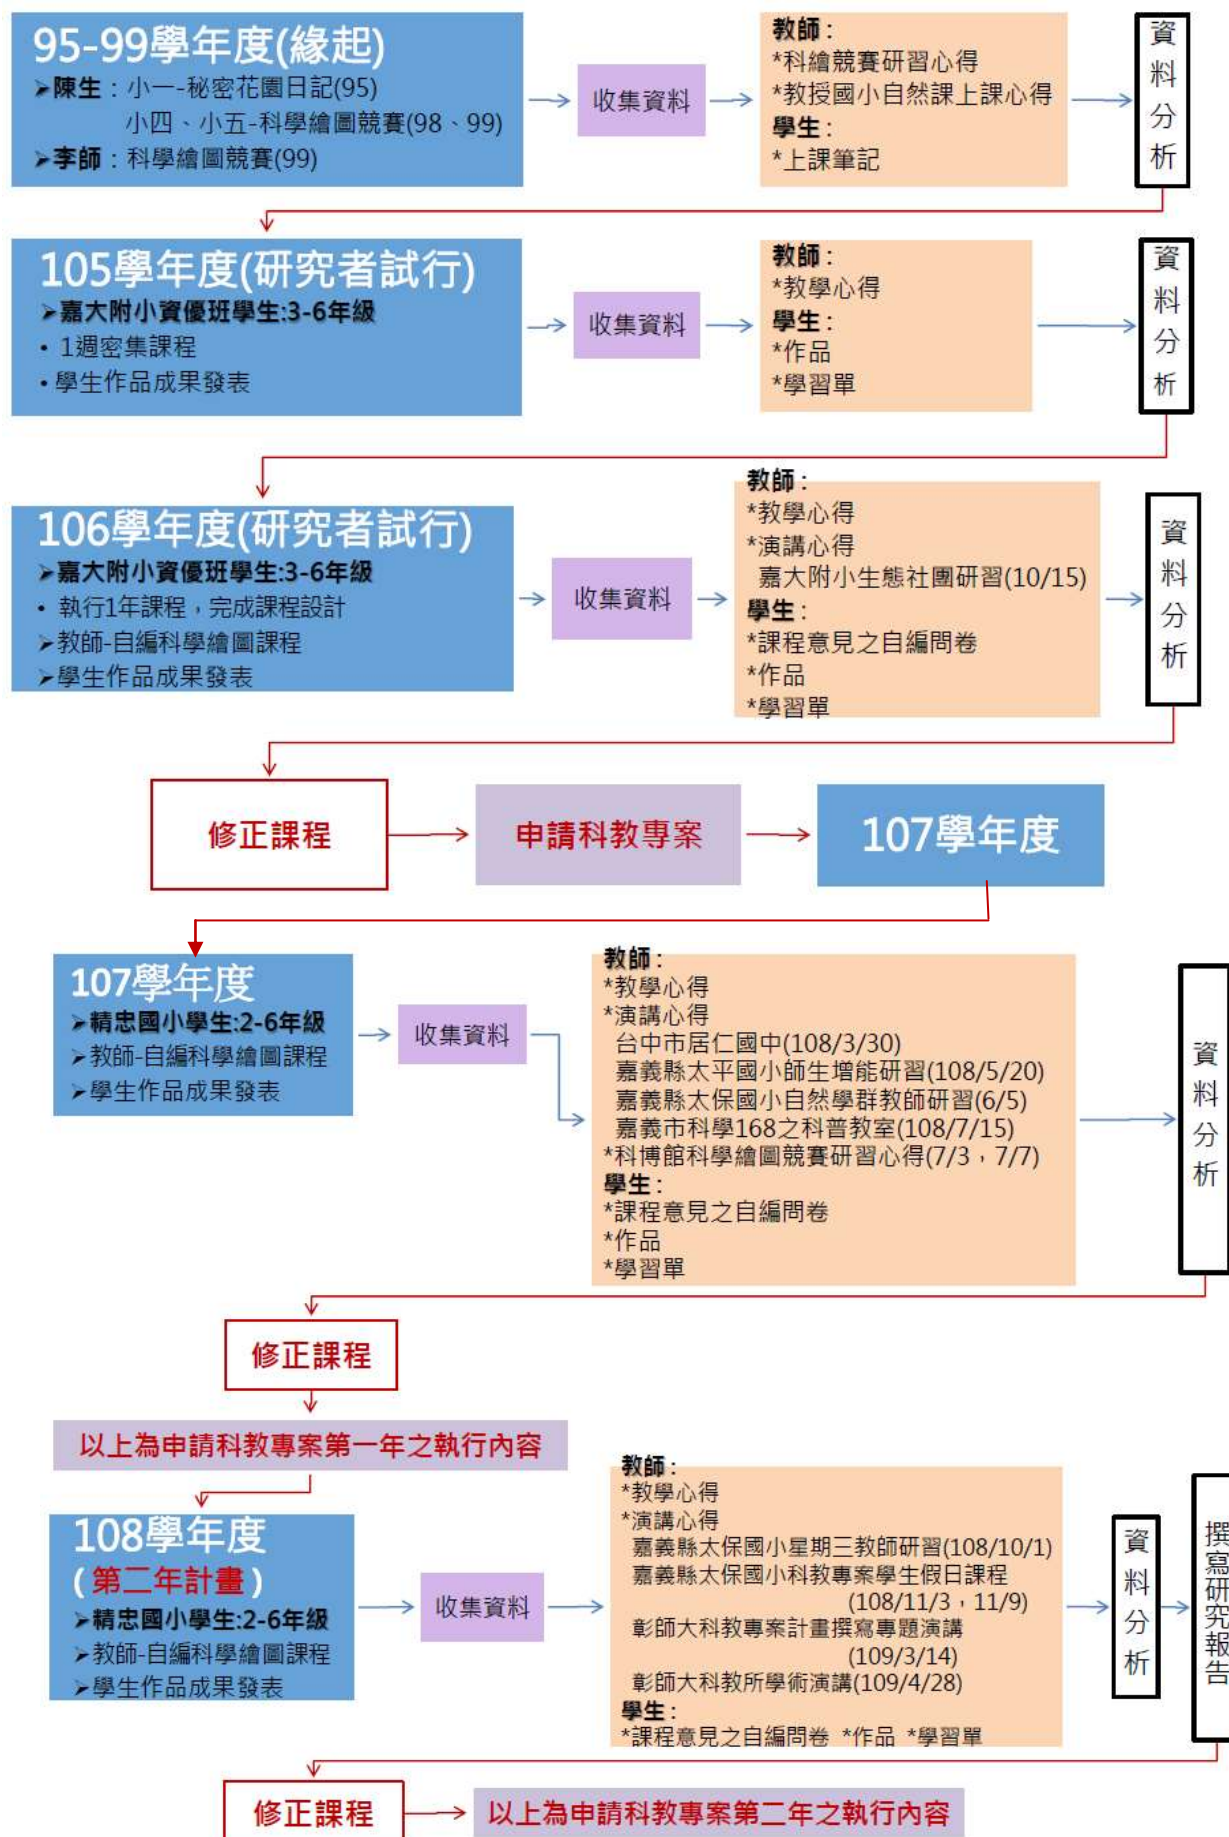 95-99學年度(緣起)
➢陳生：小一-秘密花園日記(95)
小四、小五-科學繪圖競賽(98、99)
➢李師：科學繪圖競賽(99)
收集資料
教師：
*科繪競賽研習心得
*教授國小自然課上課心得
學生：
*上課筆記
資料分析
105學年度(研究者試行)
➢嘉大附小資優班學生:3-6年級
• 1週密集課程
• 學生作品成果發表
收集資料
教師：
*教學心得
學生：
*作品
*學習單
資料分析
106學年度(研究者試行)
➢嘉大附小資優班學生:3-6年級
• 執行1年課程，完成課程設計
➢教師-自編科學繪圖課程
➢學生作品成果發表
收集資料
教師：
*教學心得
*演講心得
嘉大附小生態社團研習(10/15)
學生：
*課程意見之自編問卷
*作品
*學習單
資料分析
修正課程
申請科教專案
107學年度
107學年度
➢精忠國小學生:2-6年級
➢教師-自編科學繪圖課程
➢學生作品成果發表
收集資料
教師：
*教學心得
*演講心得
台中市居仁國中(108/3/30)
嘉義縣太平國小師生增能研習(108/5/20)
嘉義縣太保國小自然學群教師研習(6/5)
嘉義市科學168之科普教室(108/7/15)
*科博館科學繪圖競賽研習心得(7/3，7/7)
學生：
*課程意見之自編問卷
*作品
*學習單
資料分析
修正課程
以上為申請科教專案第一年之執行內容
108學年度
(第二年計畫)
➢精忠國小學生:2-6年級
➢教師-自編科學繪圖課程
➢學生作品成果發表
收集資料
教師：
*教學心得
*演講心得
嘉義縣太保國小星期三教師研習(108/10/1)
嘉義縣太保國小科教專案學生假日課程
(108/11/3，11/9)
彰師大科教專案計畫撰寫專題演講
(109/3/14)
彰師大科教所學術演講(109/4/28)
學生：
*課程意見之自編問卷 *作品 *學習單
資料分析
撰寫研究報告
修正課程
以上為申請科教專案第二年之執行內容